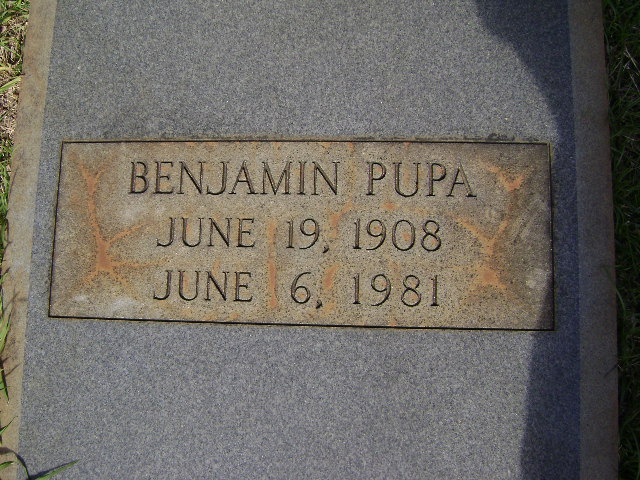 BENJAMIN PUPA
JUNE 19, 1908
JUNE 6, 1981